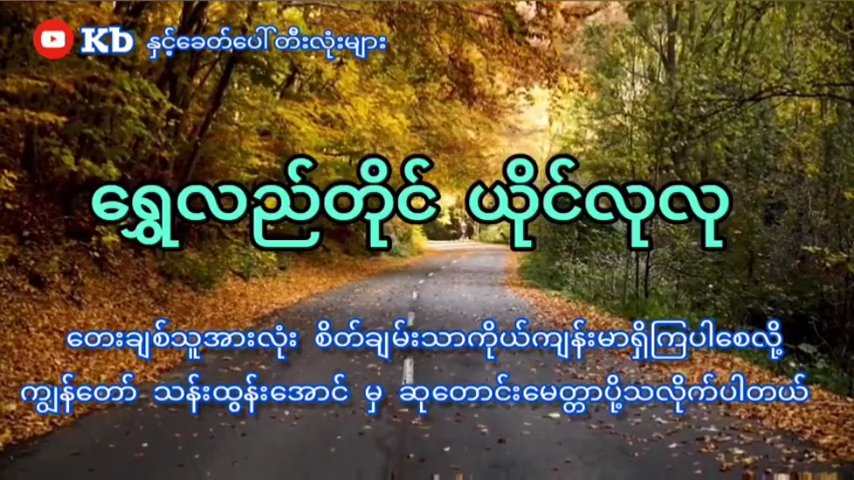 Kb နှင့်ခေတ်ပေါ်တီးလုံးများ
ရွှေလည်တိုင် ယိုင်လုလု
တေးချစ်သူအားလုံး စိတ်ချမ်းသာကိုယ်ကျန်းမာရှိကြပါစေလို့
ကျွန်တော် သန်းထွန်းအောင် မှ ဆုတောင်းမေတ္တာပို့သလိုက်ပါတယ်